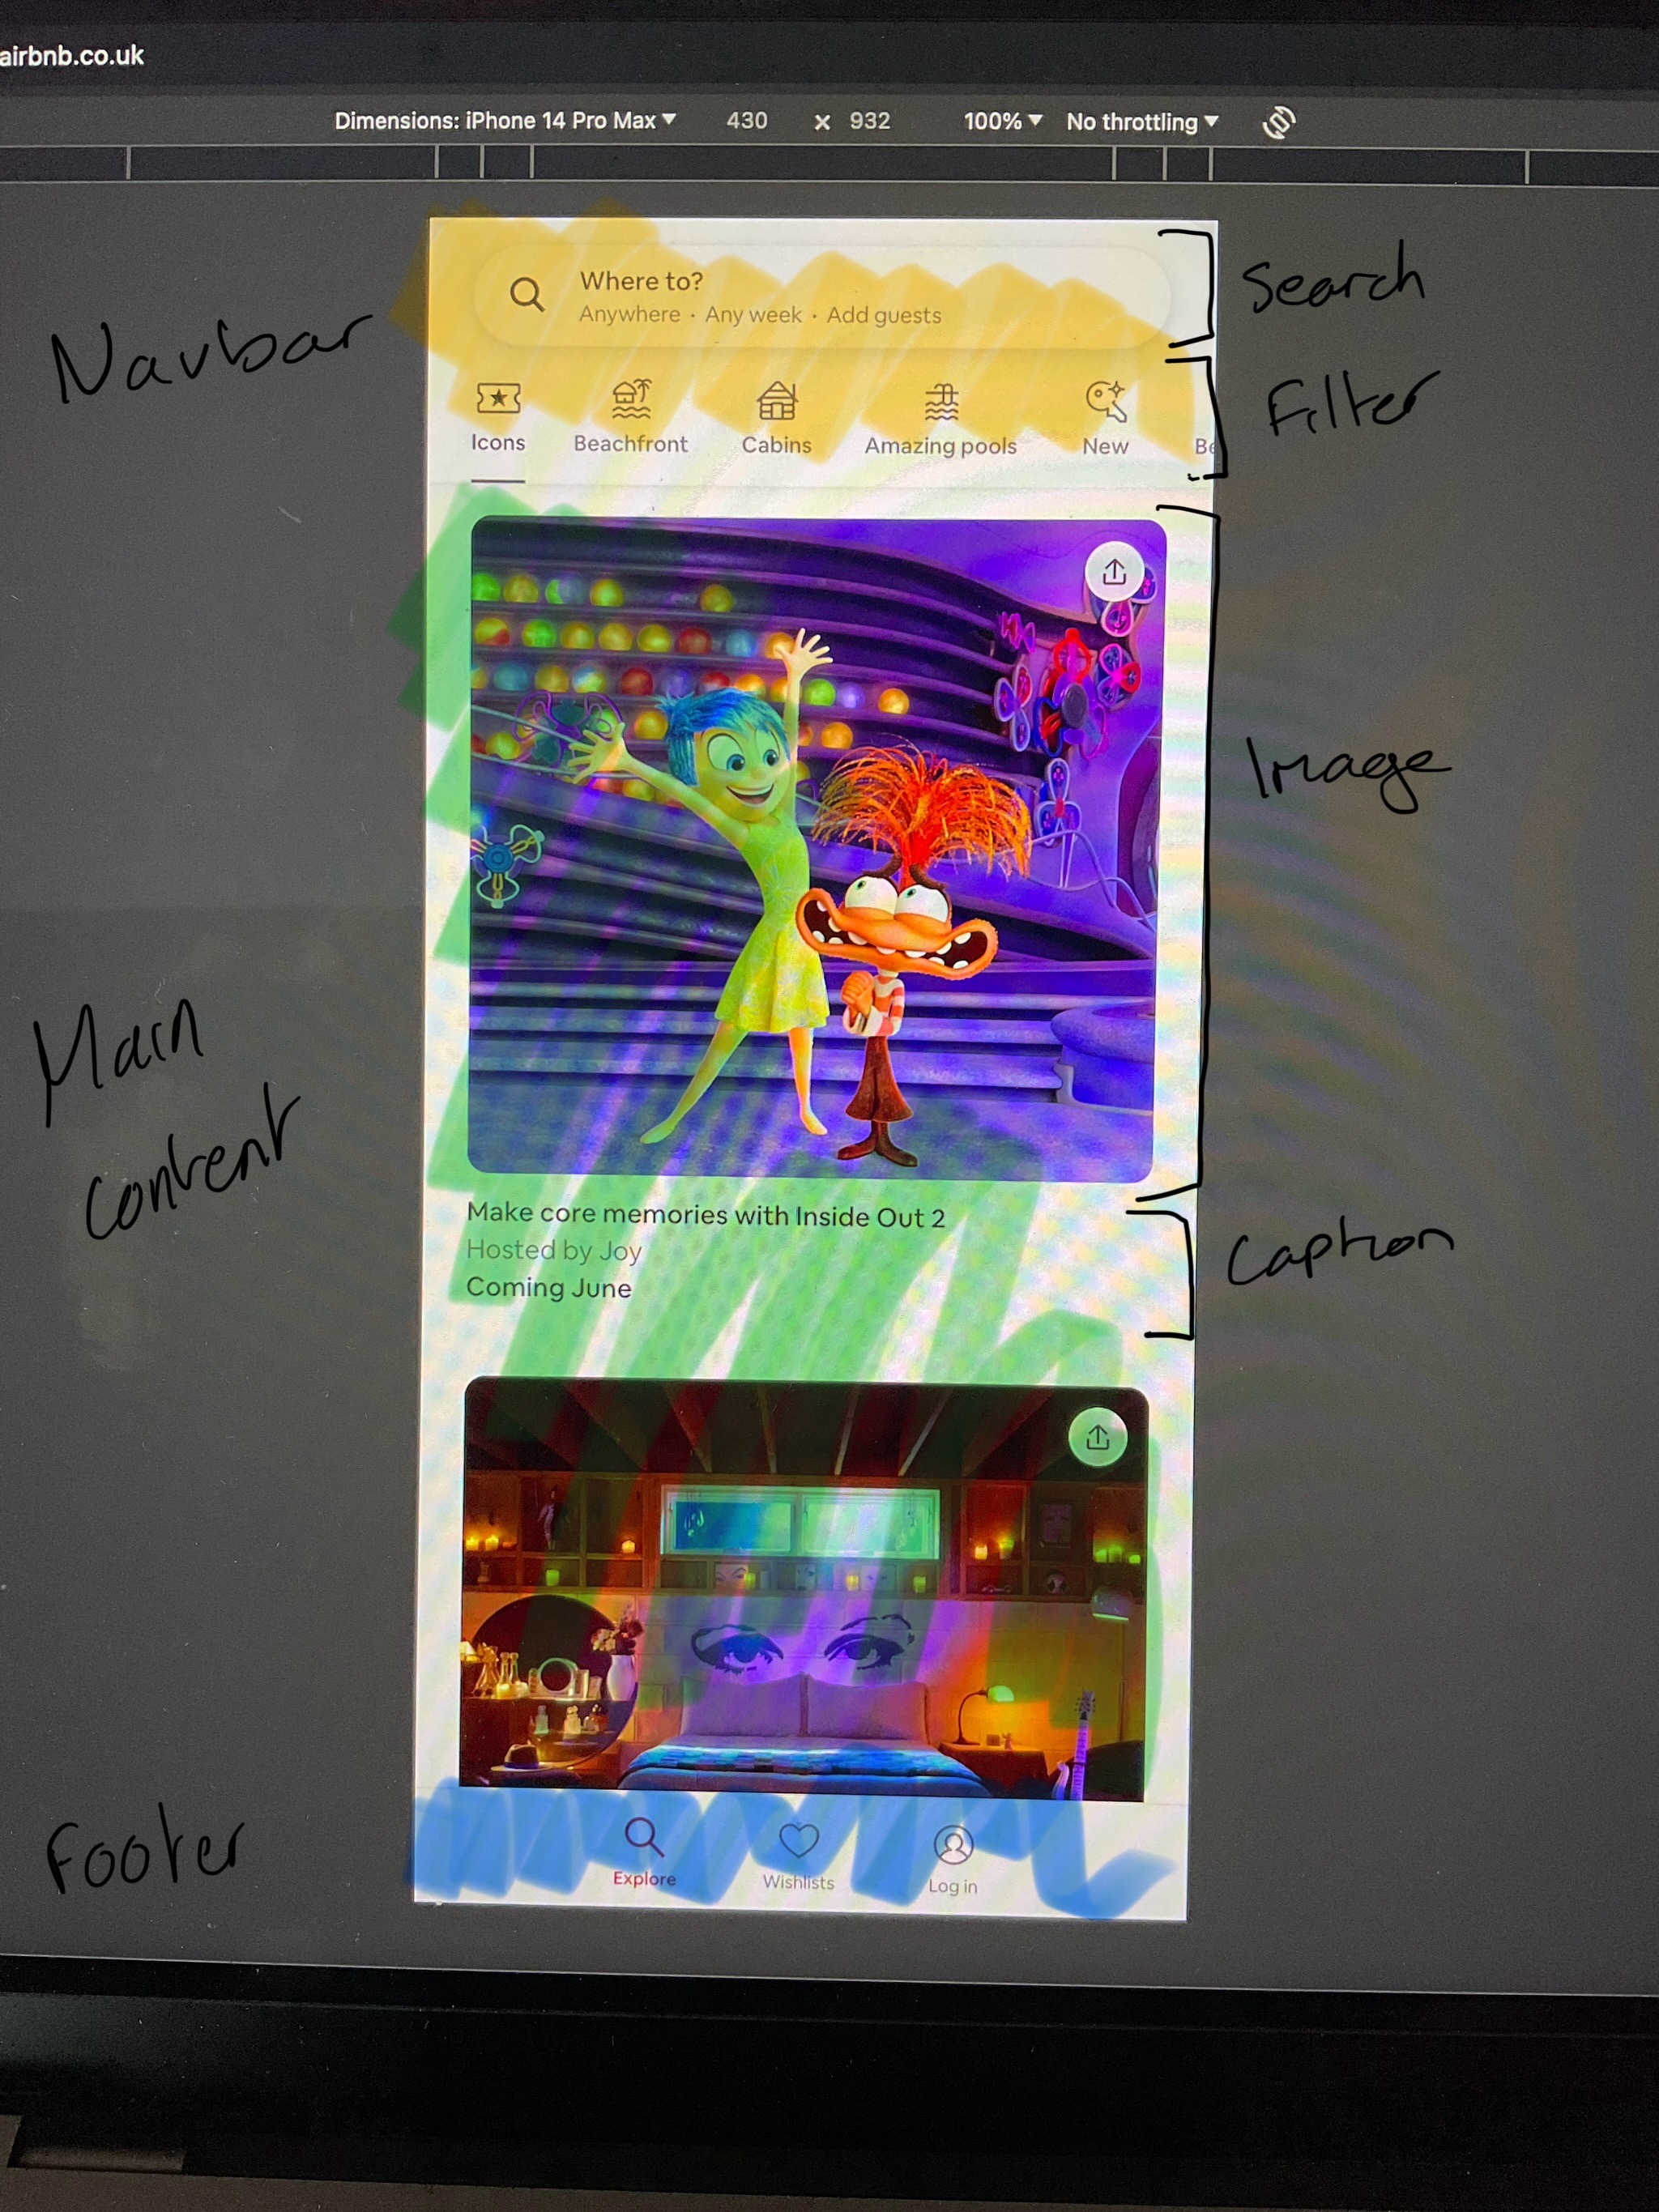 airbnb.co.uk
Dimensions: iPhone 14 Pro Max 430 x 932 100% No throttling
Where to?
Anywhere · Any week · Add guests
Search
Navbar
Filter
Icons Beachfront Cabins Amazing pools New Be
Image
Main
content
Make core memories with Inside Out 2
Hosted by Joy
Coming June
Caption
Footer
Explore Wishlists Log in